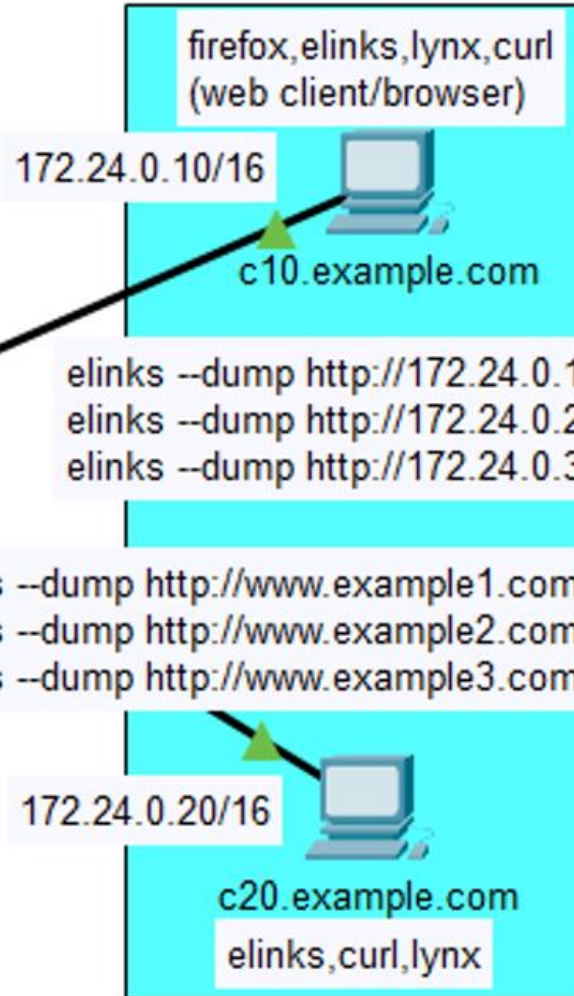 firefox,elinks,lynx,curl
(web client/browser)
172.24.0.10/16
c10.example.com
elinks --dump http://172.24.0.1
elinks --dump http://172.24.0.2
elinks --dump http://172.24.0.3
s --dump http://www.example1.com
s --dump http://www.example2.com
s --dump http://www.example3.com
172.24.0.20/16
c20.example.com
elinks,curl,lynx